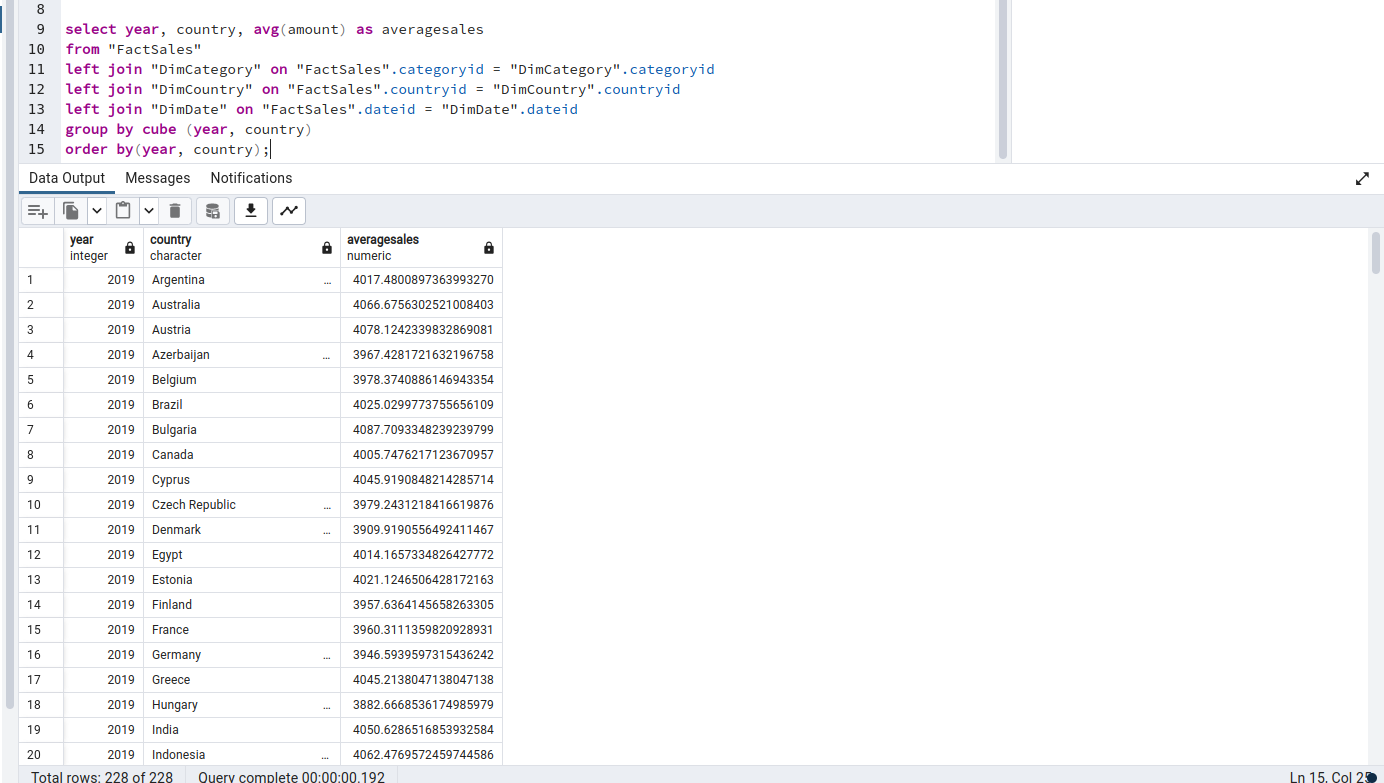 8
9 select year, country, avg(amount) as averagesales
10 from "FactSales"
11 left join "DimCategory" on "FactSales".categoryid = "DimCategory".categoryid
12 left join "DimCountry" on "FactSales".countryid = "DimCountry".countryid
13 left join "DimDate" on "FactSales".dateid = "DimDate".dateid
14 group by cube (year, country)
15 order by(year, country);
Data Output Messages Notifications
year country averagesales
integer character numeric
1 2019 Argentina … 4017.4800897363993270
2 2019 Australia 4066.6756302521008403
3 2019 Austria 4078.1242339832869081
4 2019 Azerbaijan … 3967.4281721632196758
5 2019 Belgium 3978.3740886146943354
6 2019 Brazil 4025.0299773755656109
7 2019 Bulgaria 4087.7093348239239799
8 2019 Canada 4005.7476217123670957
9 2019 Cyprus 4045.9190848214285714
10 2019 Czech Republic … 3979.2431218416619876
11 2019 Denmark … 3909.9190556492411467
12 2019 Egypt 4014.1657334826427772
13 2019 Estonia 4021.1246506428172163
14 2019 Finland 3957.6364145658263305
15 2019 France 3960.3111359820928931
16 2019 Germany … 3946.5939597315436242
17 2019 Greece 4045.2138047138047138
18 2019 Hungary … 3882.6668536174985979
19 2019 India 4050.6286516853932584
20 2019 Indonesia … 4062.4769572459744586
Total rows: 228 of 228 Query complete 00:00:00.192 Ln 15, Col 25